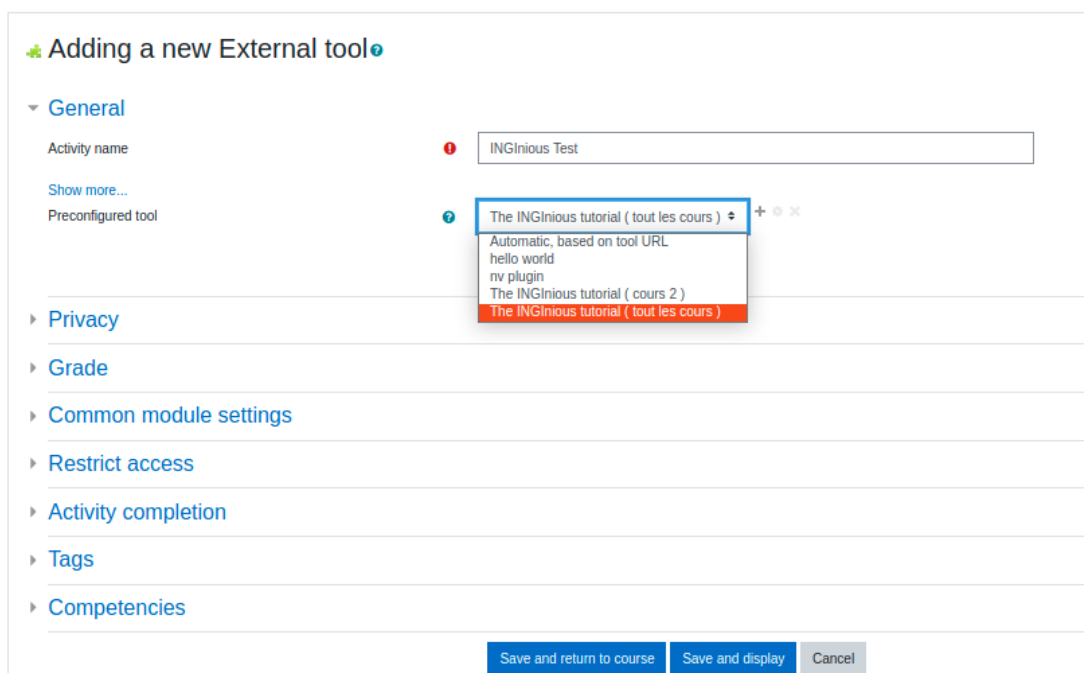 Adding a new External tool
General
Activity name
INGInious Test
Show more...
Preconfigured tool
The INGInious tutorial ( tout les cours )
Automatic, based on tool URL
hello world
nv plugin
The INGInious tutorial ( cours 2 )
The INGInious tutorial ( tout les cours )
Privacy
Grade
Common module settings
Restrict access
Activity completion
Tags
Competencies
Save and return to course Save and display Cancel